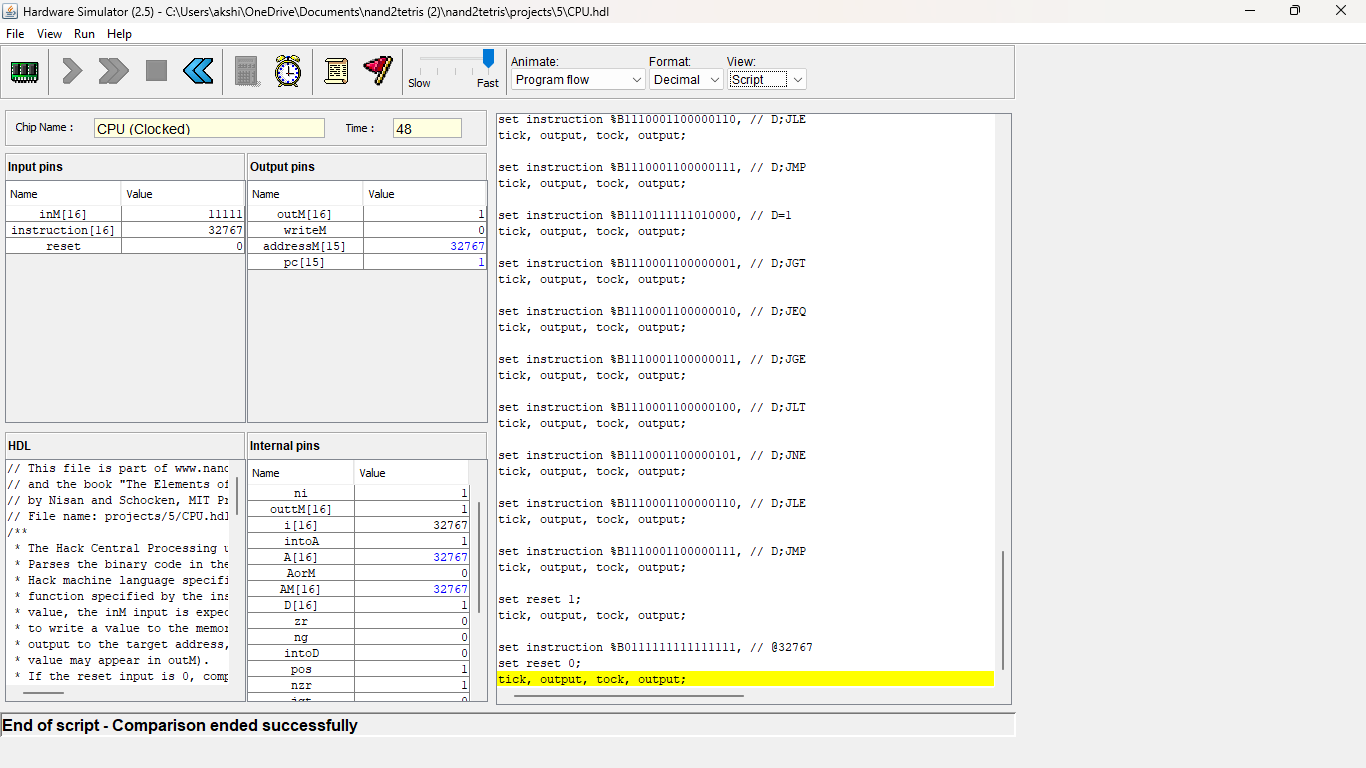 Hardware Simulator (2.5) - C:\Users\akshi\OneDrive\Documents\nand2tetris (2)\nand2tetris\projects\5\CPU.hdl
File View Run Help
Animate: Format: View:
Slow Fast Program flow Decimal Script
Chip Name : CPU (Clocked) Time : 48
Input pins
Name Value
inM[16] 11111
instruction[16] 32767
reset 0
Output pins
Name Value
outM[16] 1
writeM 0
addressM[15] 32767
pc[15] 1
HDL
// This file is part of www.nand
// and the book "The Elements of
// by Nisan and Schocken, MIT Pr
// File name: projects/5/CPU.hdl
/**
* The Hack Central Processing u
* Parses the binary code in the
* Hack machine language specifi
* function specified by the ins
* value, the inM input is expec
* to write a value to the memor
* output to the target address,
* value may appear in outM).
* If the reset input is 0, comp
Internal pins
Name Value
ni 1
outtM[16] 1
i[16] 32767
intoA 1
A[16] 32767
AorM 0
AM[16] 32767
D[16] 1
zr 0
ng 0
intoD 0
pos 1
nzr 1
jgt 0
set instruction %B1110001100000110, // D;JLE
tick, output, tock, output;
set instruction %B1110001100000111, // D;JMP
tick, output, tock, output;
set instruction %B1110111111010000, // D=1
tick, output, tock, output;
set instruction %B1110001100000001, // D;JGT
tick, output, tock, output;
set instruction %B1110001100000010, // D;JEQ
tick, output, tock, output;
set instruction %B1110001100000011, // D;JGE
tick, output, tock, output;
set instruction %B1110001100000100, // D;JLT
tick, output, tock, output;
set instruction %B1110001100000101, // D;JNE
tick, output, tock, output;
set instruction %B1110001100000110, // D;JLE
tick, output, tock, output;
set instruction %B1110001100000111, // D;JMP
tick, output, tock, output;
set reset 1;
tick, output, tock, output;
set instruction %B0111111111111111, // @32767
set reset 0;
tick, output, tock, output;
End of script - Comparison ended successfully